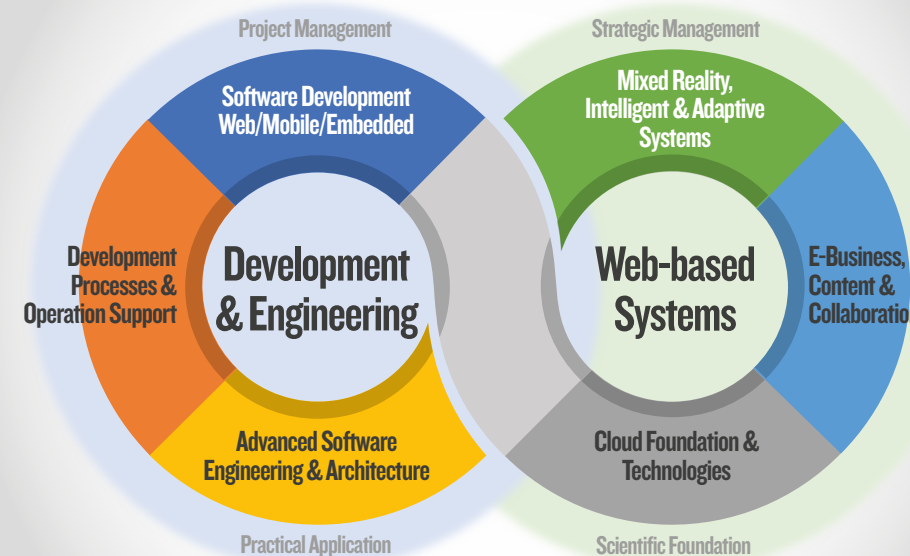 Project Management
Strategic Management
Software Development
Web/Mobile/Embedded
Mixed Reality,
Intelligent & Adaptive
Systems
Development
Processes &
Operation Support
Development
& Engineering
Web-based
Systems
E-Business,
Content &
Collaboratio
Advanced Software
Engineering & Architecture
Cloud Foundation &
Technologies
Practical Application
Scientific Foundation